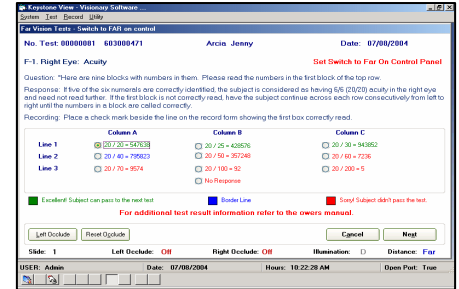 Keystone View - Visionary Software ...
System Test Record Utility
Far Vision Tests - Switch to FAR on control
No. Test: 00000001 603000471 Arcia Jenny Date: 07/08/2004
F-1. Right Eye: Acuity Set Switch to Far On Control Panel
Question: "Here are nine blocks with numbers in them. Please read the numbers in the first block of the top row.
Response: If five of the six numerals are correctly identified, the subject is considered as having 6/6 (20/20) acuity in the right eye
and need not read further. If the first block is not correctly read, have the subject continue across each row consecutively from left to
right until the numbers in a block are called correctly.
Recording: Place a check mark beside the line on the record form showing the first box correctly read.
Column A Column B Column C
Line 1 20 / 20 = 547638 20 / 25 = 428576 20 / 30 = 943852
Line 2 20 / 40 = 795823 20 / 50 = 357248 20 / 60 = 7236
Line 3 20 / 70 = 9574 20 / 100 = 92 20 / 200 = 5
No Response
Excellent! Subject can pass to the next test Border Line Sorry! Subject didn't pass the test.
For additional test result information refer to the owers manual.
Left Occlude Reset Occlude Cancel Next
Slide: 1 Left Occlude: Off Right Occlude: Off Illumination: D Distance: Far
USER: Admin Date: 07/08/2004 Hours: 10:22:28 AM Open Port: True